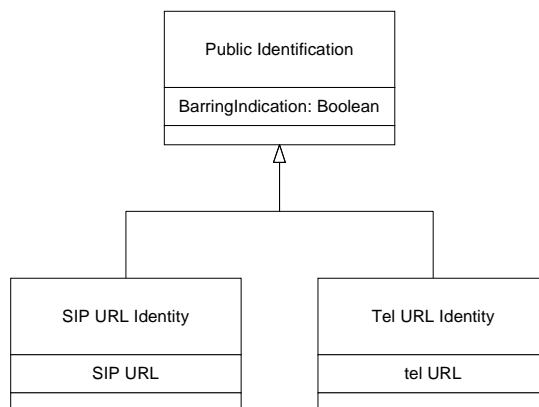 Public Identification
BarringIndication: Boolean
SIP URL Identity
SIP URL
Tel URL Identity
tel URL